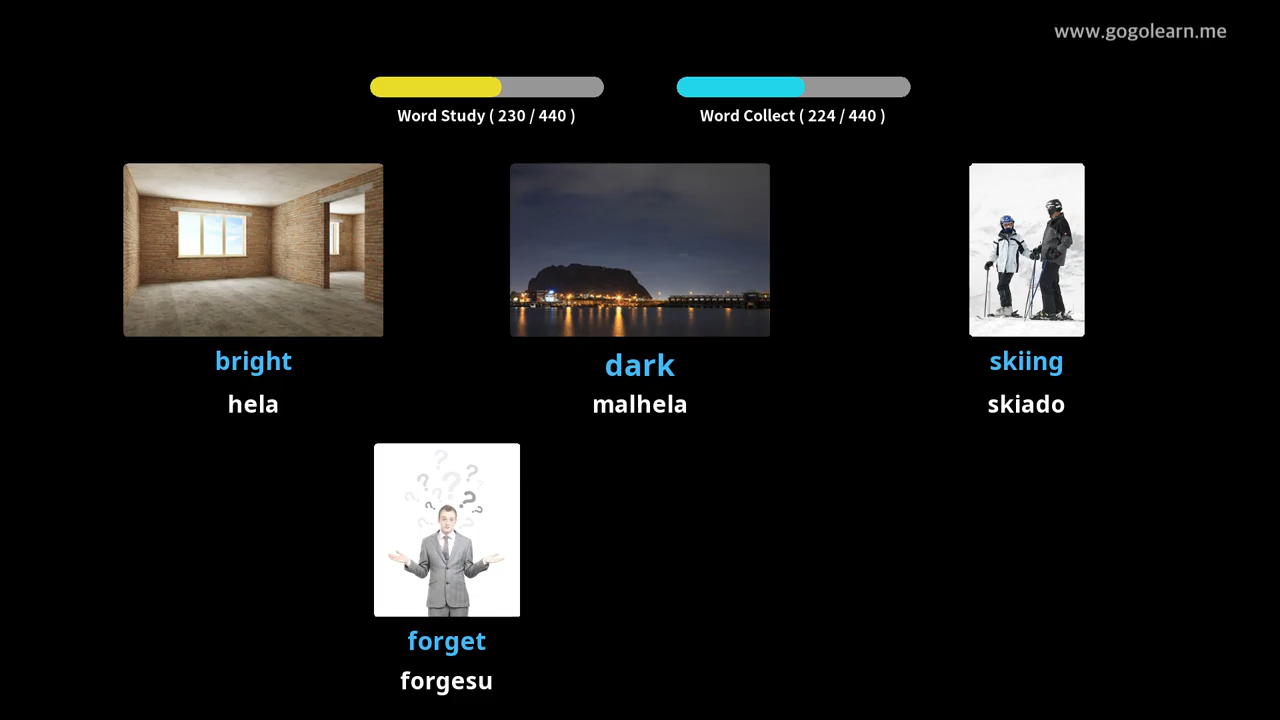 www.gogolearn.me
Word Study ( 230 / 440 )
Word Collect ( 224 / 440 )
bright
dark
skiing
hela
malhela
skiado
forget
forgesu